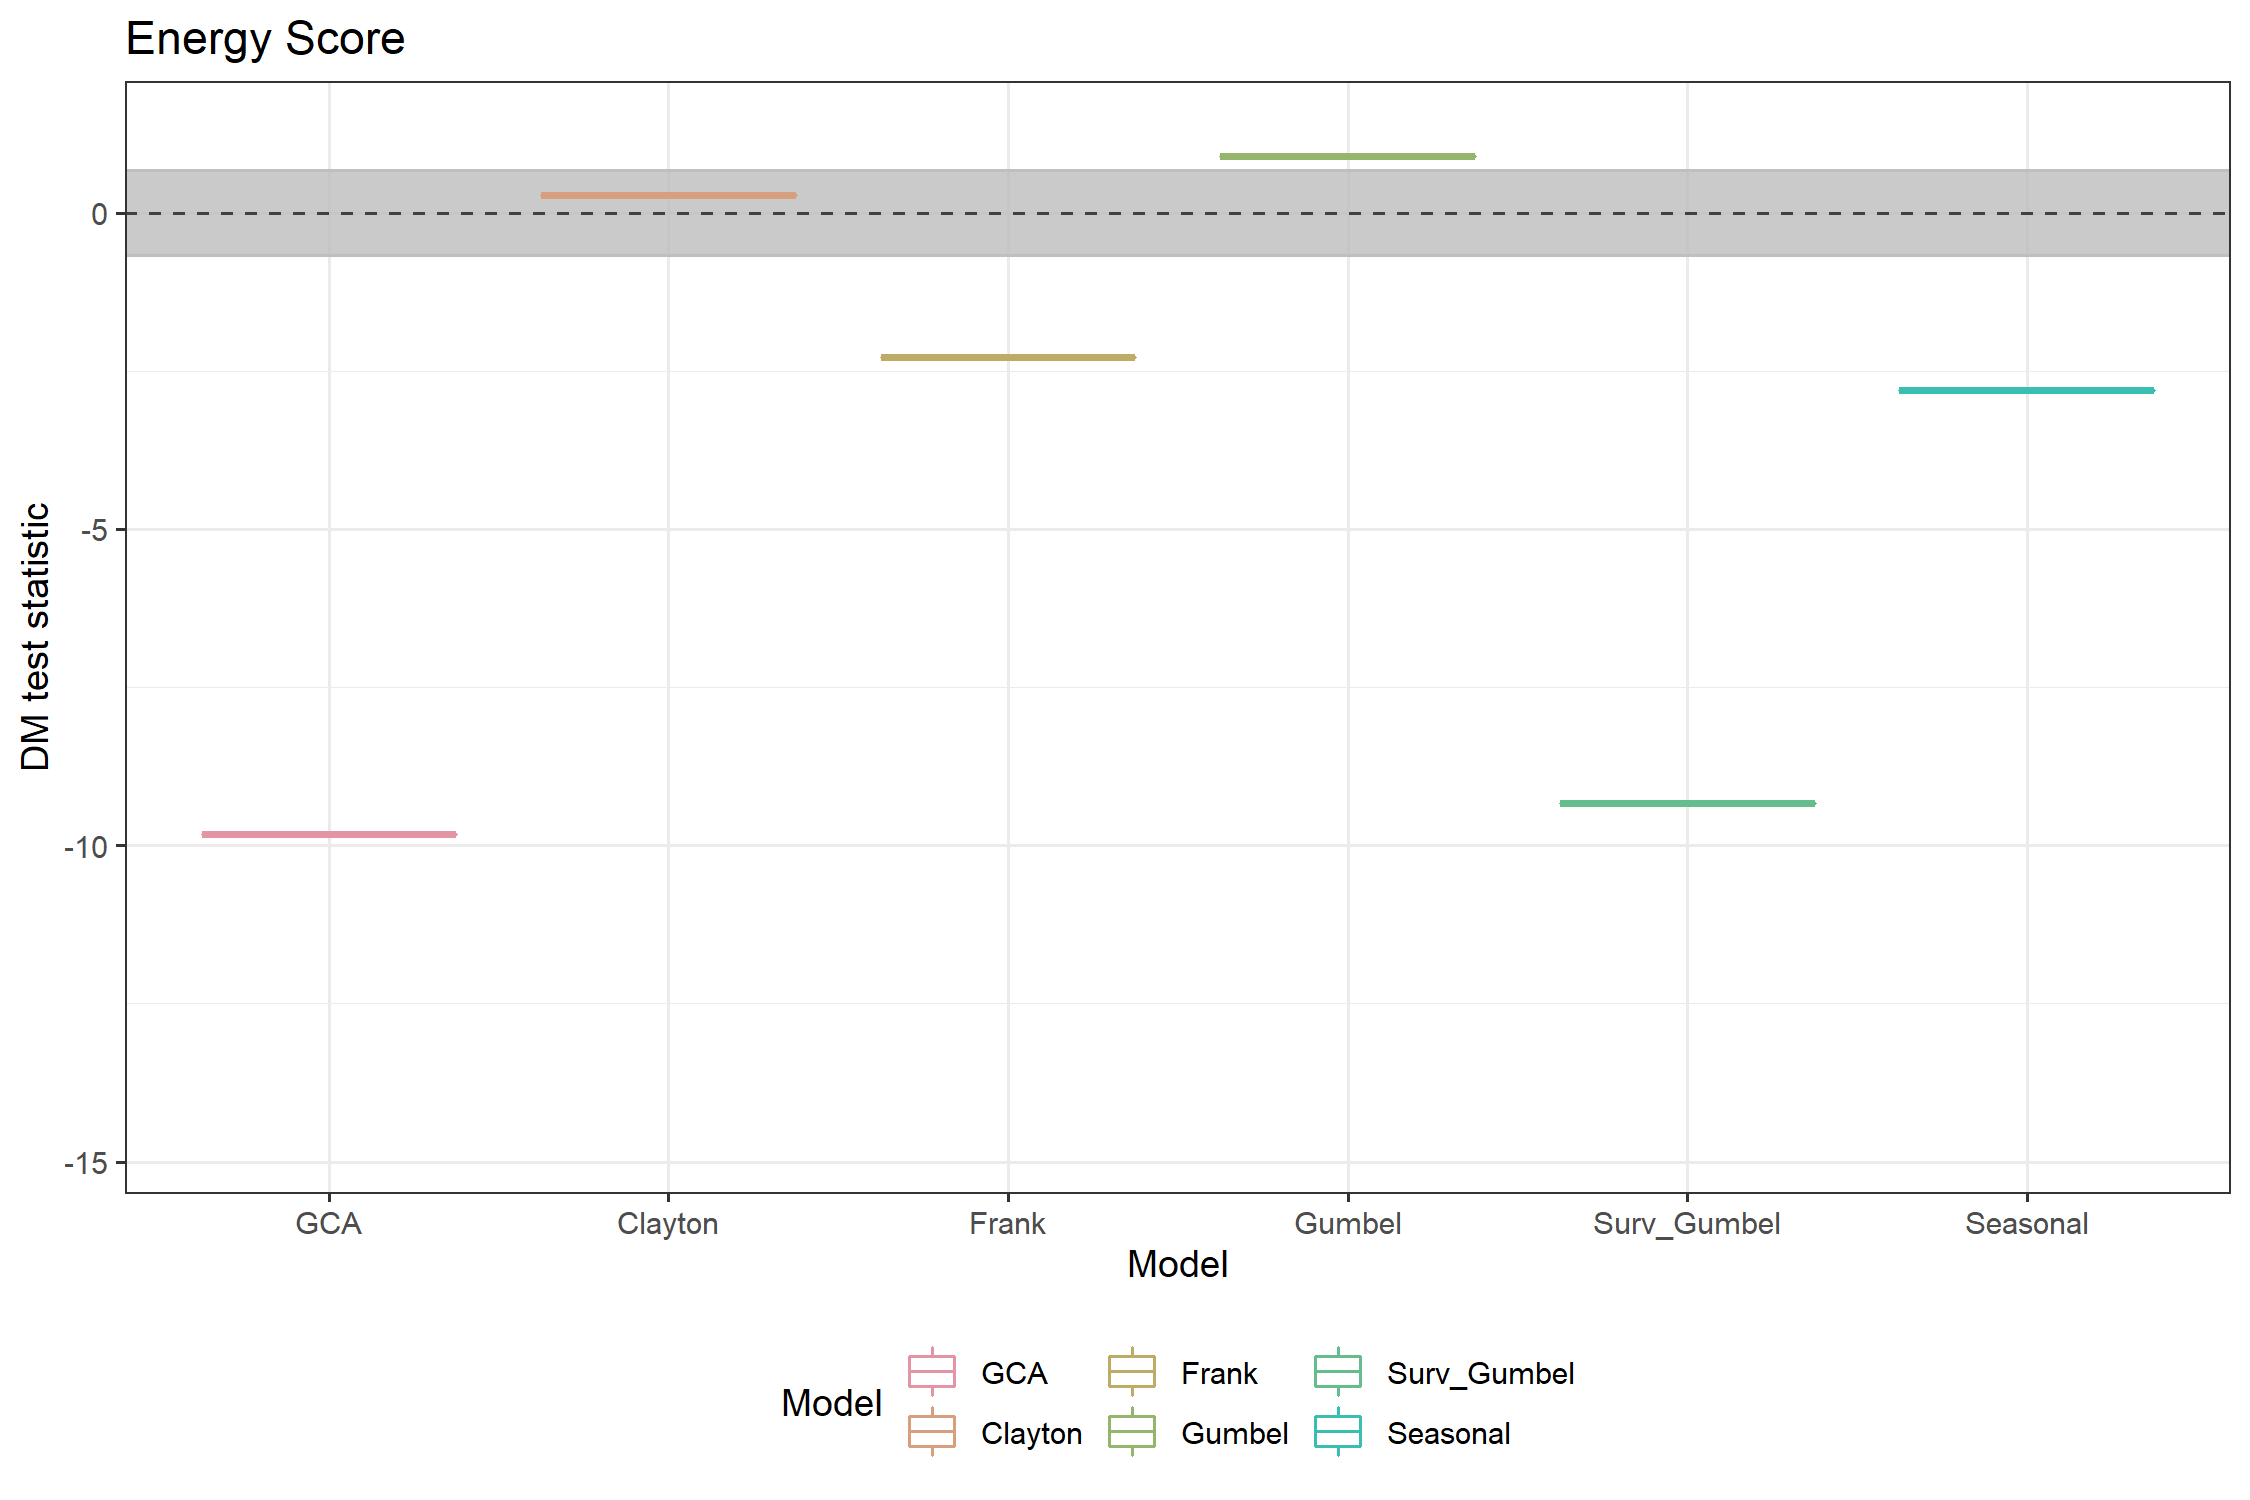 Energy Score
DM test statistic
0
-5
-10
-15
GCA Clayton Frank Gumbel Surv_Gumbel Seasonal
Model
Model
GCA Frank Surv_Gumbel
Clayton Gumbel Seasonal